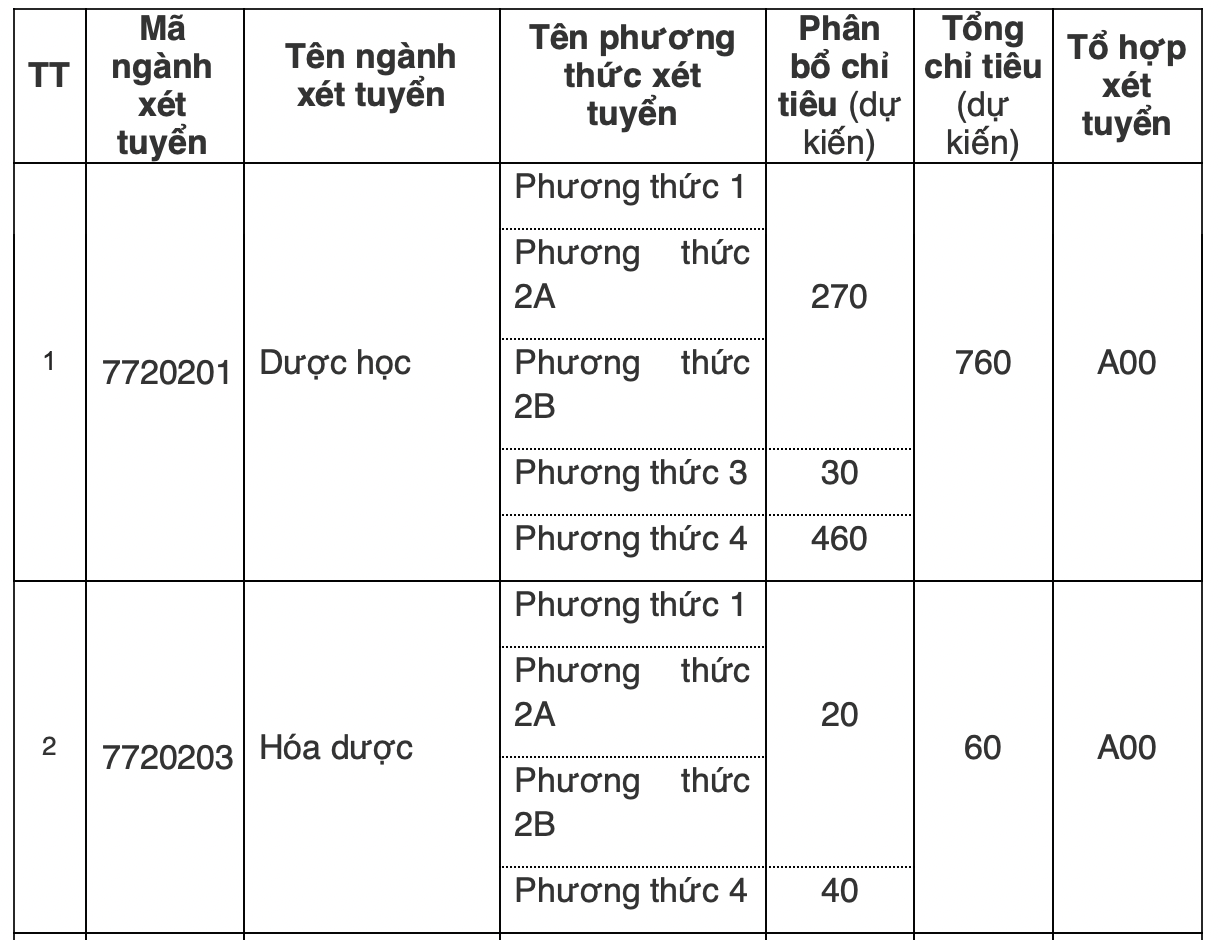 TT
Mã
ngành
xét
tuyển
Tên ngành
xét tuyển
Tên phương
thức xét
tuyển
Phân
bổ chỉ
tiêu (dự
kiến)
Tổng
chỉ tiêu
(dự
kiến)
Tổ hợp
xét
tuyển
1
7720201
Dược học
Phương thức 1
Phương thức
2A
Phương thức
2B
270
Phương thức 3
30
Phương thức 4
460
760
A00
2
7720203
Hóa dược
Phương thức 1
Phương thức
2A
Phương thức
2B
20
Phương thức 4
40
60
A00